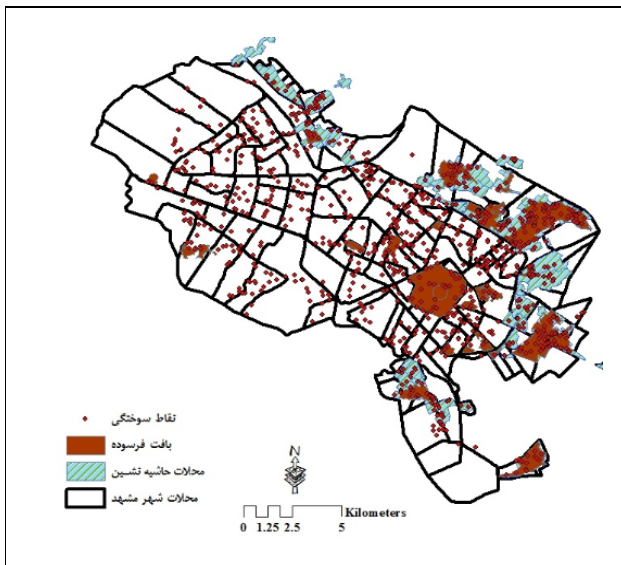 نقاط سوختگی
بافت فرسوده
محلات حاشیه نشین
محلات شهر مشهد
N
Kilometers
0 1.25 2.5 5